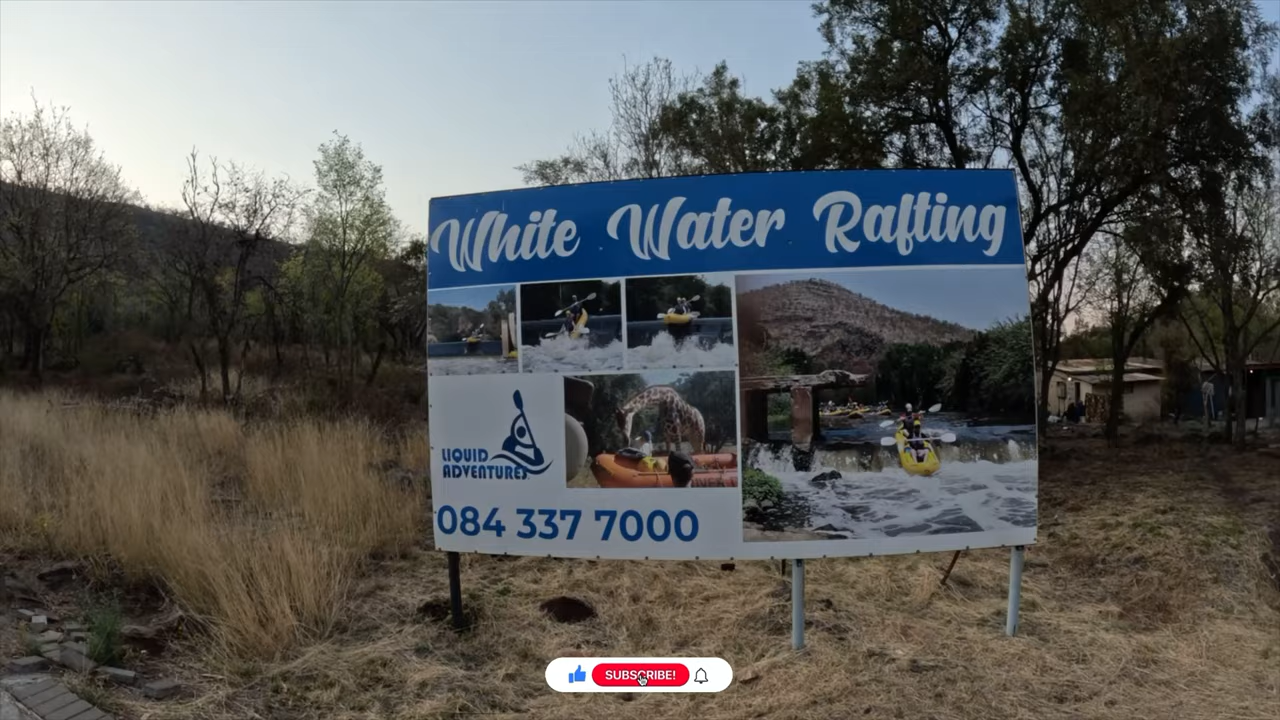 White Water Rafting
LIQUID
ADVENTURES
084 337 7000
SUBSCRIBE!